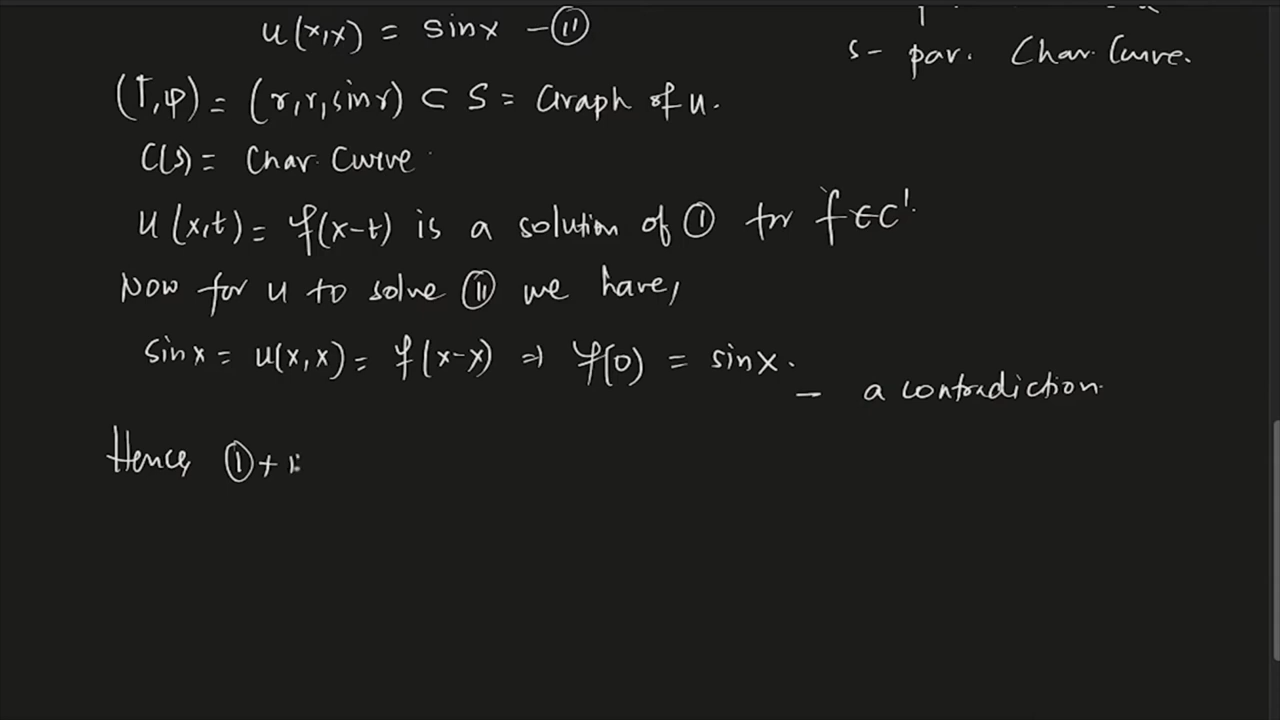 u(x,x) = sinx - ⑪
s - par. Char. Curve.
(Γ,φ) = (r,r,sinr) ⊂ S = Graph of u.
C(s) = Char. Curve
u(x,t) = f(x-t) is a solution of ① for f ∈ C¹.
Now for u to solve ⑪ we have,
sinx = u(x,x) = f(x-x) ⇒ f(0) = sinx.
- a contradiction.
Hence, ① +